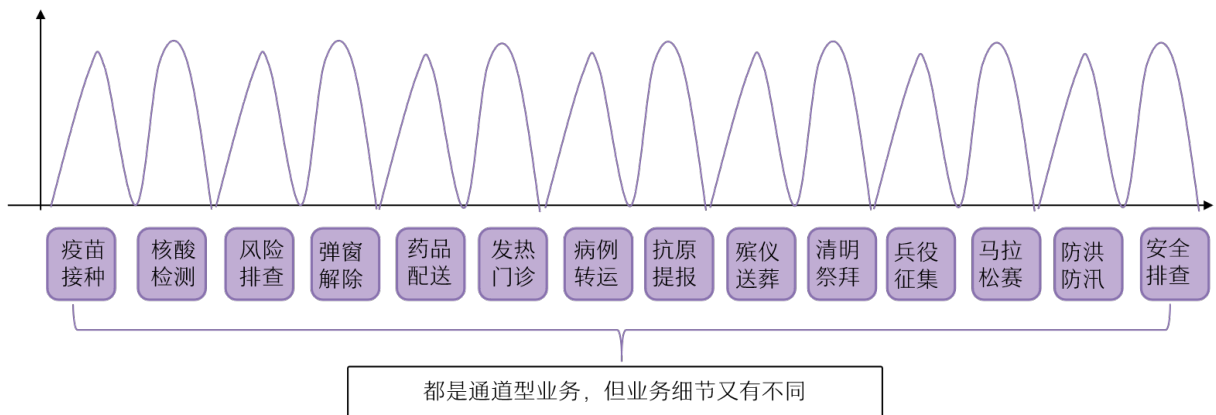 疫苗
接种
核酸
检测
风险
排查
弹窗
解除
药品
配送
发热
门诊
病例
转运
抗原
提报
殡仪
送葬
清明
祭拜
兵役
征集
马拉
松赛
防洪
防汛
安全
排查
都是通道型业务，但业务细节又有不同